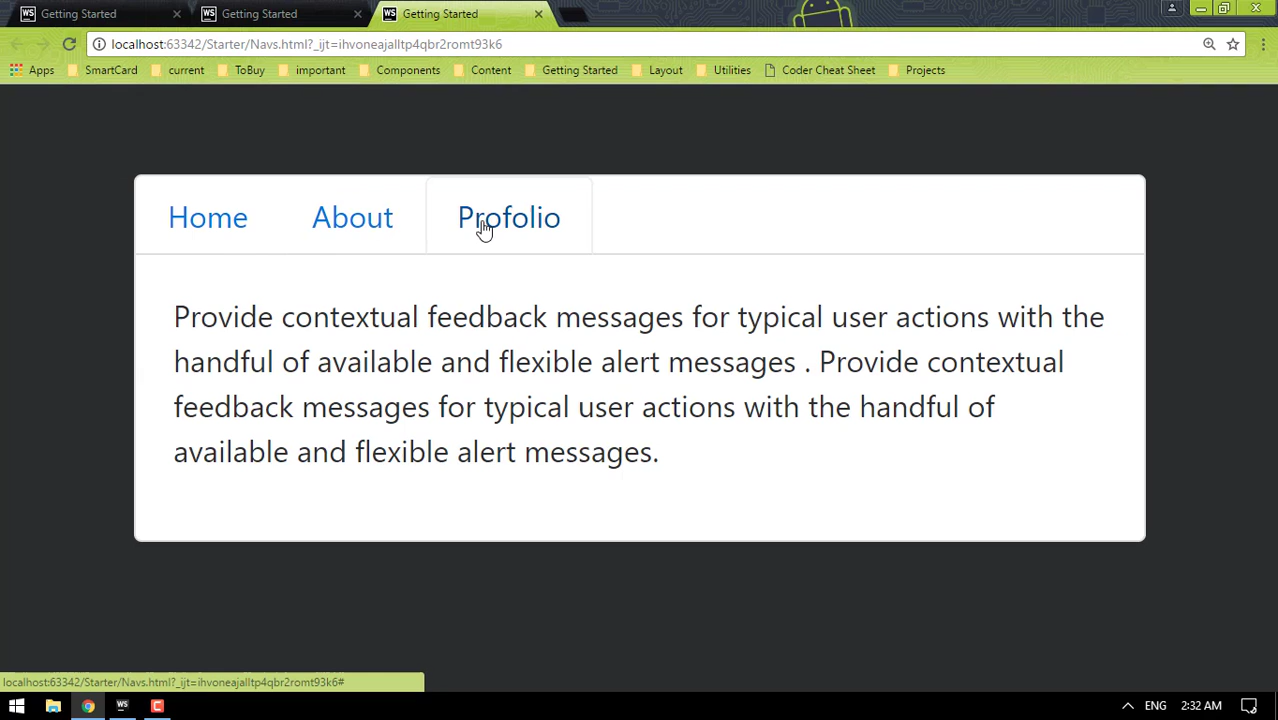 WS Getting Started
WS Getting Started
WS Getting Started
localhost:63342/Starter/Navs.html?_ijt=ihvoneajalltp4qbr2romt93k6
Apps SmartCard current ToBuy important Components Content Getting Started Layout Utilities Coder Cheat Sheet Projects
Home About Profolio
Provide contextual feedback messages for typical user actions with the
handful of available and flexible alert messages . Provide contextual
feedback messages for typical user actions with the handful of
available and flexible alert messages.
localhost:63342/Starter/Navs.html?_ijt=ihvoneajalltp4qbr2romt93k6#
WS C ENG 2:32 AM